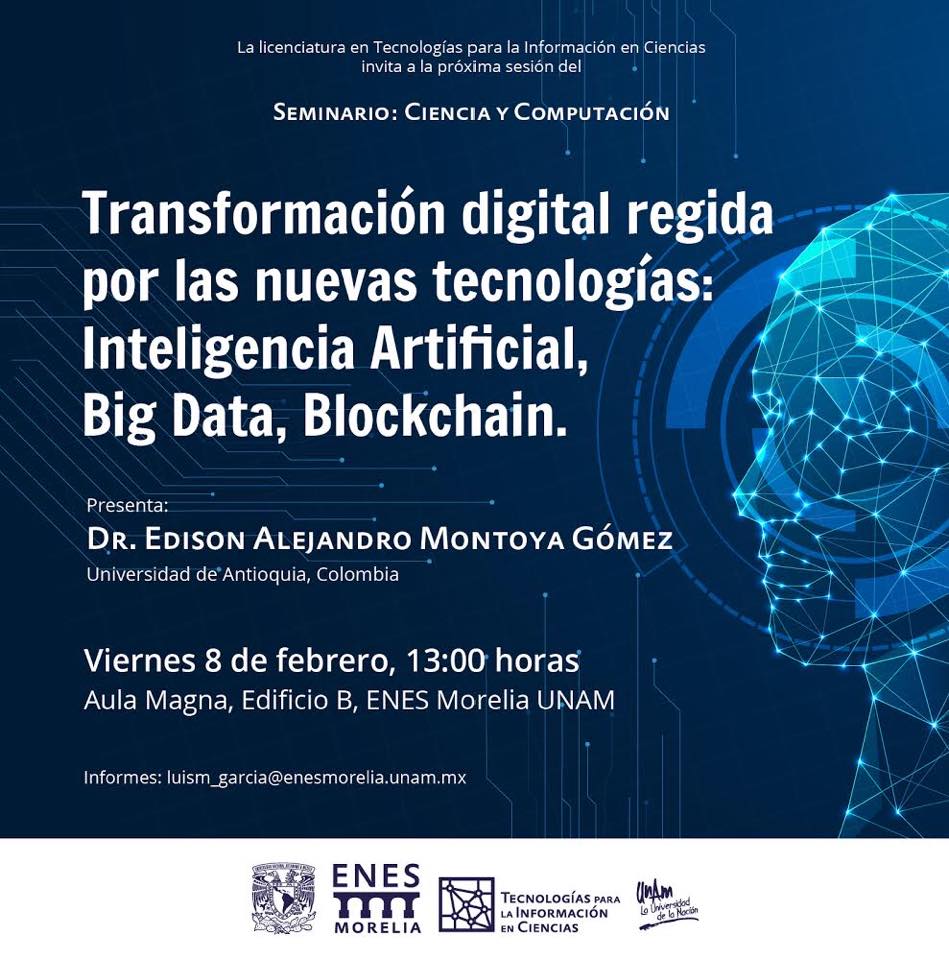 La licenciatura en Tecnologías para la Información en Ciencias
invita a la próxima sesión del
SEMINARIO: CIENCIA Y COMPUTACIÓN
Transformación digital regida
por las nuevas tecnologías:
Inteligencia Artificial,
Big Data, Blockchain.
Presenta:
DR. EDISON ALEJANDRO MONTOYA GÓMEZ
Universidad de Antioquia, Colombia
Viernes 8 de febrero, 13:00 horas
Aula Magna, Edificio B, ENES Morelia UNAM
Informes: luism_garcia@enesmorelia.unam.mx
ENES
MORELIA
TECNOLOGÍAS PARA
LA INFORMACIÓN
EN CIENCIAS
UnAm
La Universidad
de la Nación